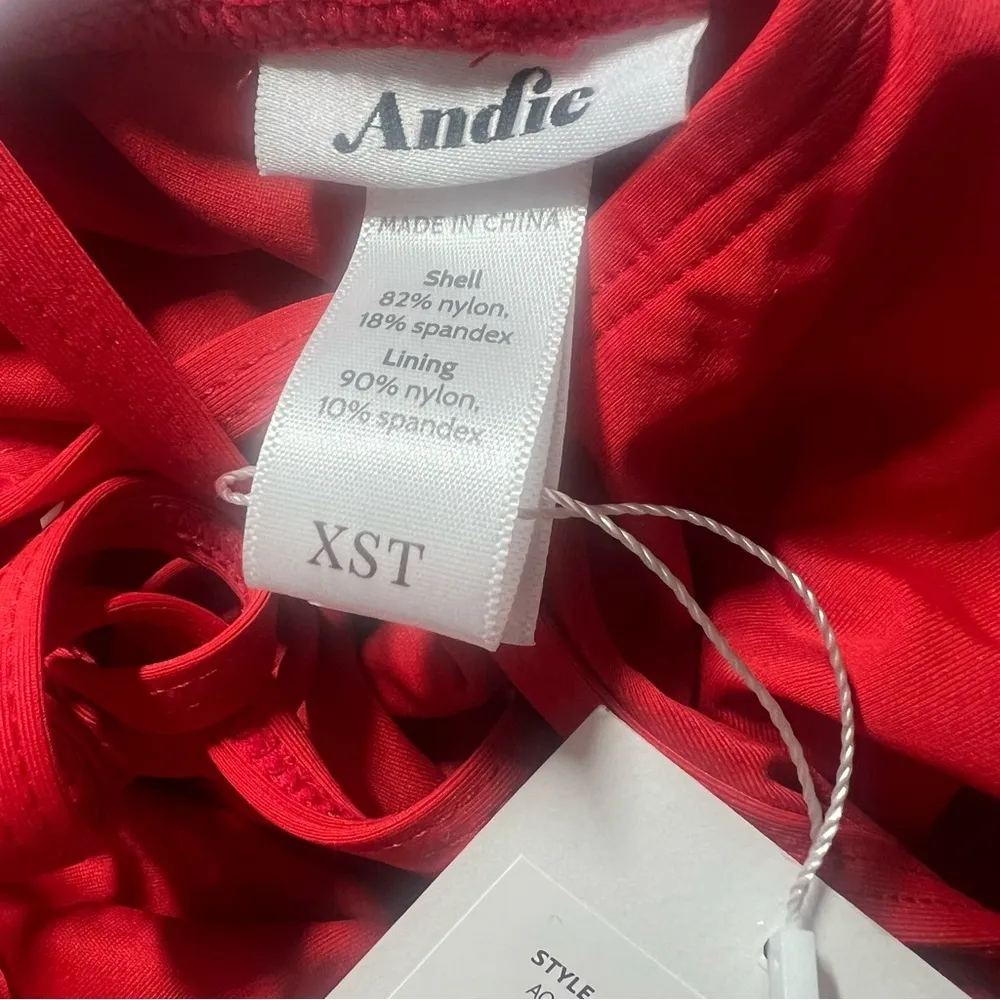 Andie
MADE IN CHINA
Shell
82% nylon,
18% spandex
Lining
90% nylon,
10% spandex
XST
STYLE